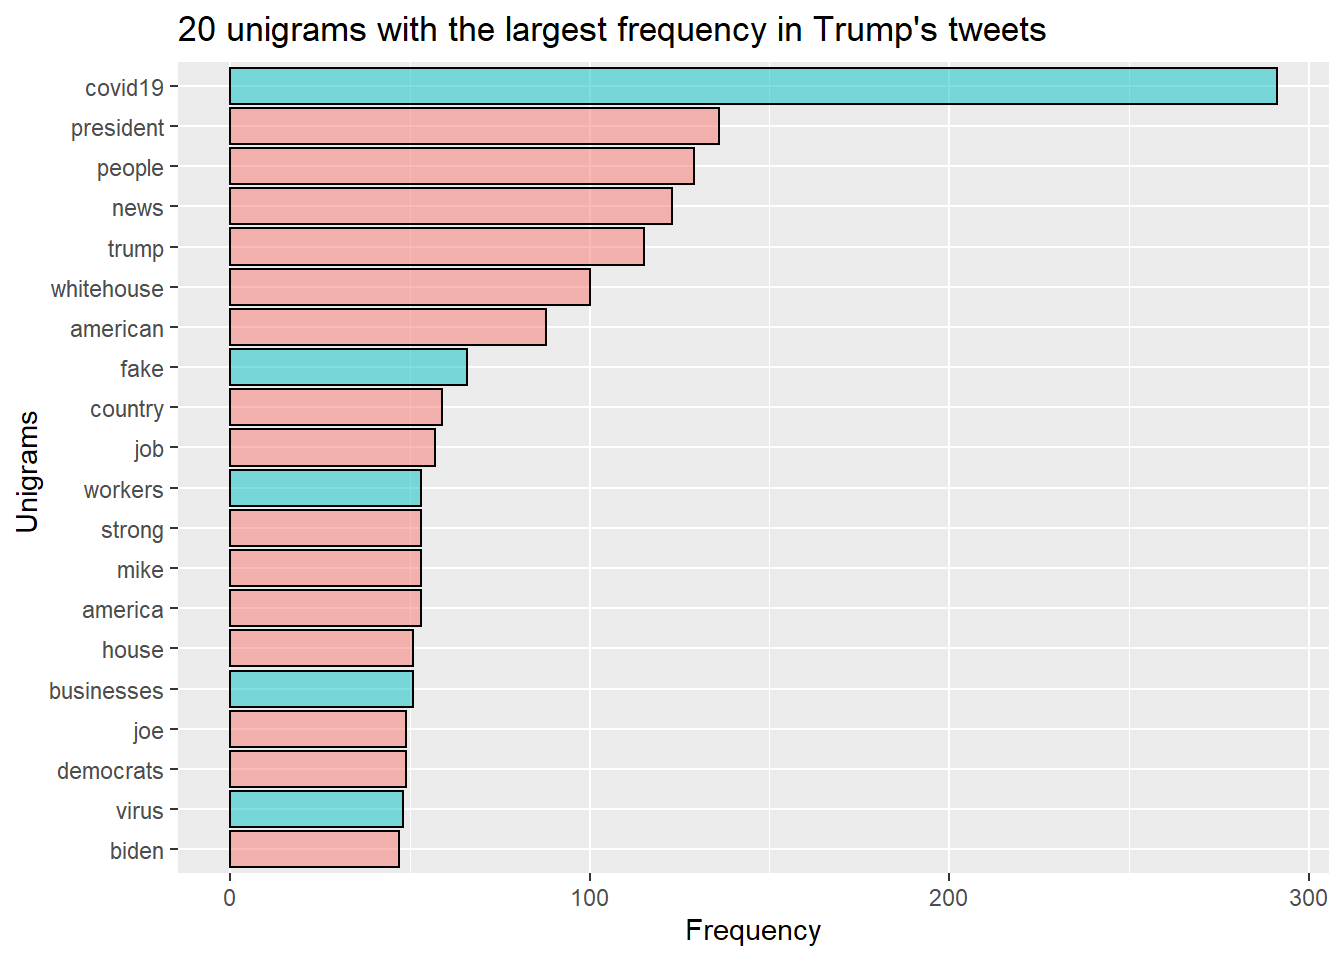 20 unigrams with the largest frequency in Trump's tweets
covid19
president
people
news
trump
whitehouse
american
fake
country
job
workers
strong
mike
america
house
businesses
joe
democrats
virus
biden
Unigrams
0 100 200 300
Frequency